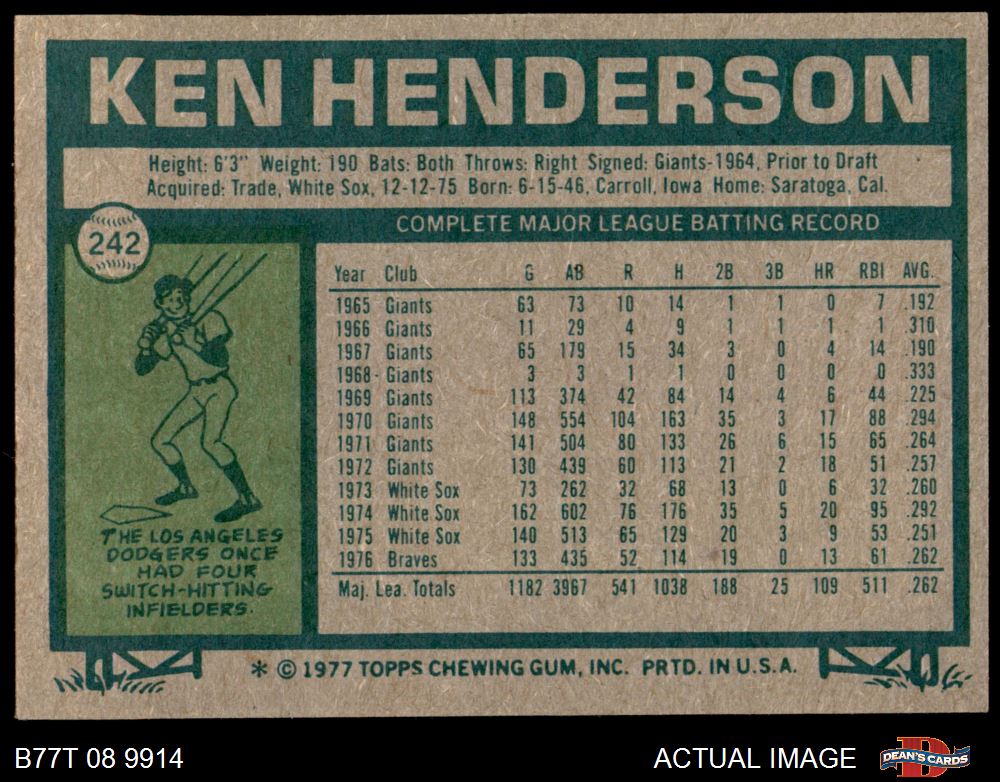 KEN HENDERSON
Height: 6'3" Weight: 190 Bats: Both Throws: Right Signed: Giants-1964, Prior to Draft
Acquired: Trade, White Sox, 12-12-75 Born: 6-15-46, Carroll, Iowa Home: Saratoga, Cal.
242
COMPLETE MAJOR LEAGUE BATTING RECORD
Year Club G AB R H 2B 3B HR RBI AVG.
1965 Giants 63 73 10 14 1 1 0 7 .192
1966 Giants 11 29 4 9 1 1 1 1 .310
1967 Giants 65 179 15 34 3 0 4 14 .190
1968- Giants 3 3 1 1 0 0 0 0 .333
1969 Giants 113 374 42 84 14 4 6 44 .225
1970 Giants 148 554 104 163 35 3 17 88 .294
1971 Giants 141 504 80 133 26 6 15 65 .264
1972 Giants 130 439 60 113 21 2 18 51 .257
1973 White Sox 73 262 32 68 13 0 6 32 .260
1974 White Sox 162 602 76 176 35 5 20 95 .292
1975 White Sox 140 513 65 129 20 3 9 53 .251
1976 Braves 133 435 52 114 19 0 13 61 .262
Maj. Lea. Totals 1182 3967 541 1038 188 25 109 511 .262
THE LOS ANGELES
DODGERS ONCE
HAD FOUR
SWITCH-HITTING
INFIELDERS.
* © 1977 TOPPS CHEWING GUM, INC. PRTD. IN U.S.A.
B77T 08 9914
ACTUAL IMAGE
D
DEAN'S CARDS